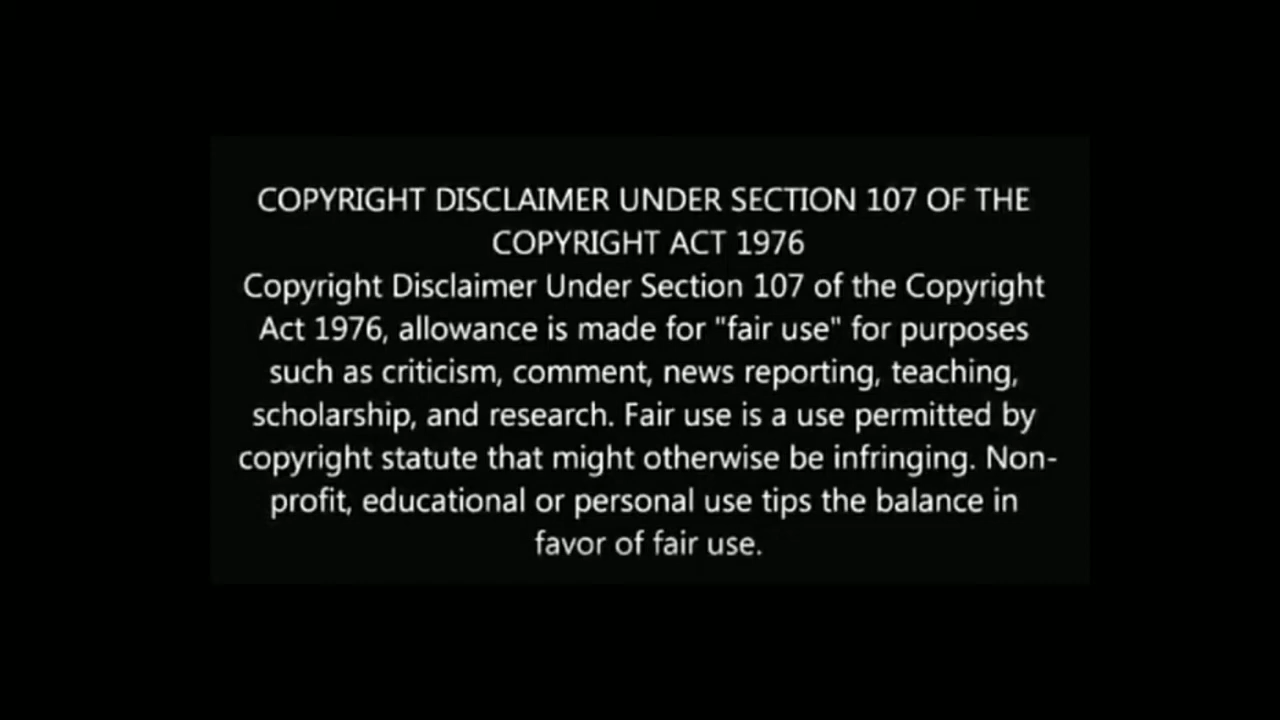 COPYRIGHT DISCLAIMER UNDER SECTION 107 OF THE
COPYRIGHT ACT 1976
Copyright Disclaimer Under Section 107 of the Copyright
Act 1976, allowance is made for "fair use" for purposes
such as criticism, comment, news reporting, teaching,
scholarship, and research. Fair use is a use permitted by
copyright statute that might otherwise be infringing. Non-
profit, educational or personal use tips the balance in
favor of fair use.